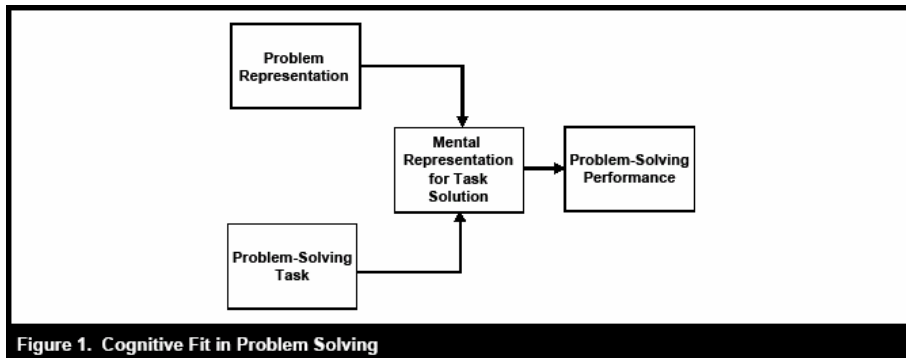 Problem
Representation
Mental
Representation
for Task
Solution
Problem-Solving
Performance
Problem-Solving
Task
Figure 1. Cognitive Fit in Problem Solving